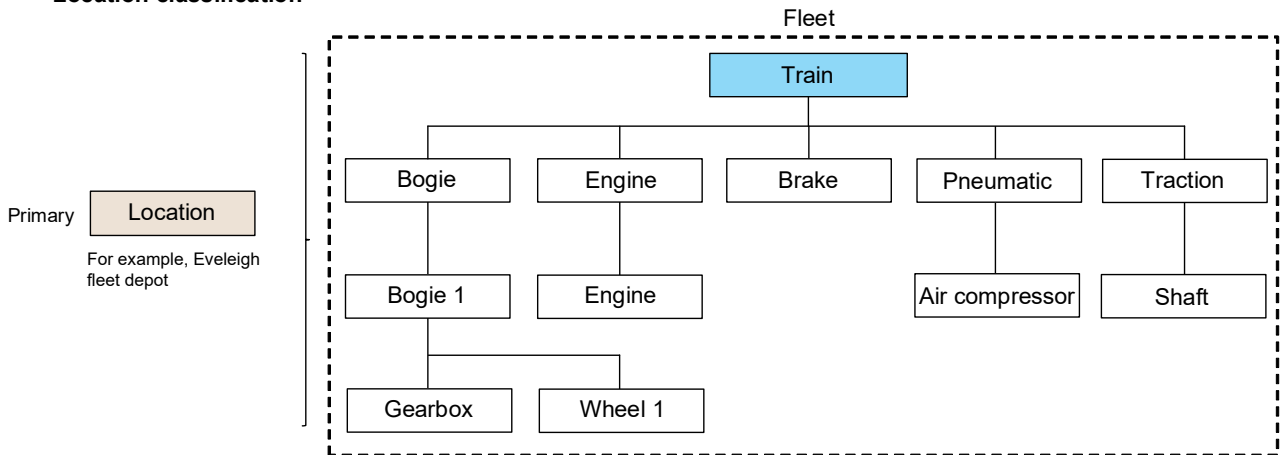 Location classification
Fleet
Train
Bogie
Engine
Brake
Pneumatic
Traction
Primary
Location
For example, Eveleigh
fleet depot
Bogie 1
Engine
Air compressor
Shaft
Gearbox
Wheel 1